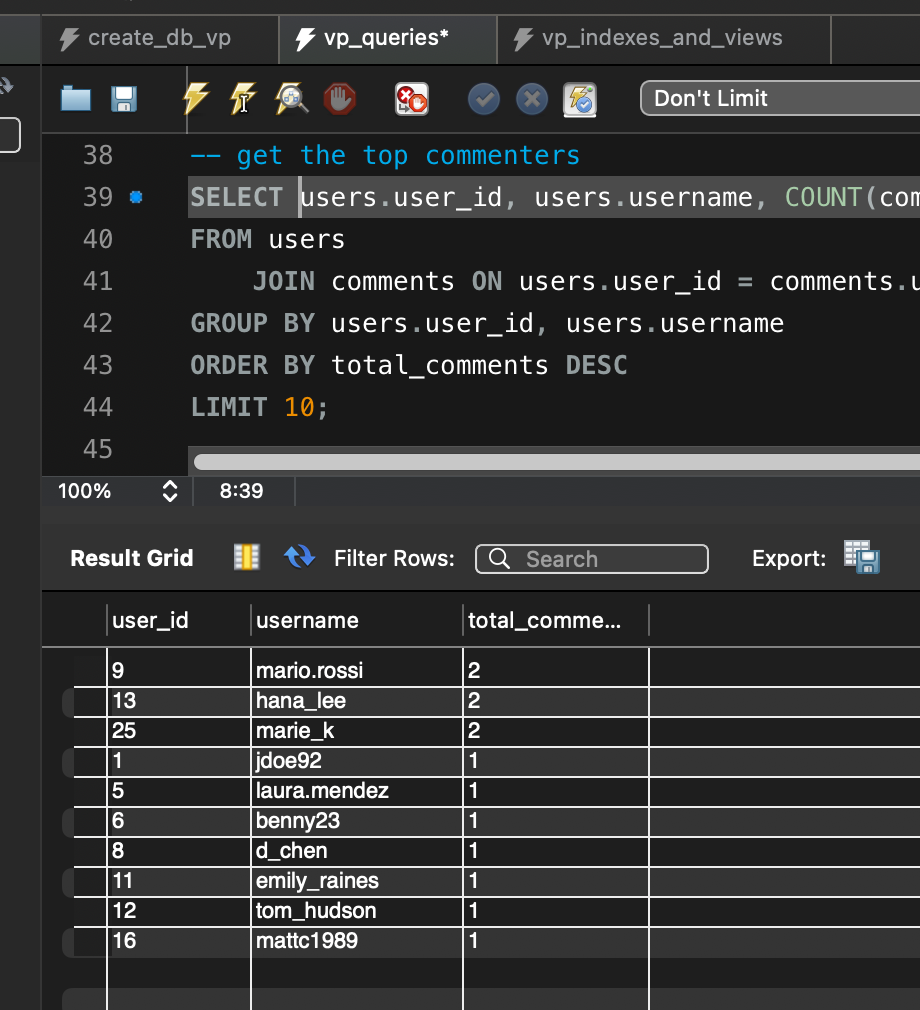 create_db_vp vp_queries* vp_indexes_and_views
Don't Limit
38 -- get the top commenters
39 SELECT users.user_id, users.username, COUNT(com
40 FROM users
41 JOIN comments ON users.user_id = comments.u
42 GROUP BY users.user_id, users.username
43 ORDER BY total_comments DESC
44 LIMIT 10;
45
100% 8:39
Result Grid Filter Rows: Search Export:
user_id username total_comme...
9 mario.rossi 2
13 hana_lee 2
25 marie_k 2
1 jdoe92 1
5 laura.mendez 1
6 benny23 1
8 d_chen 1
11 emily_raines 1
12 tom_hudson 1
16 mattc1989 1